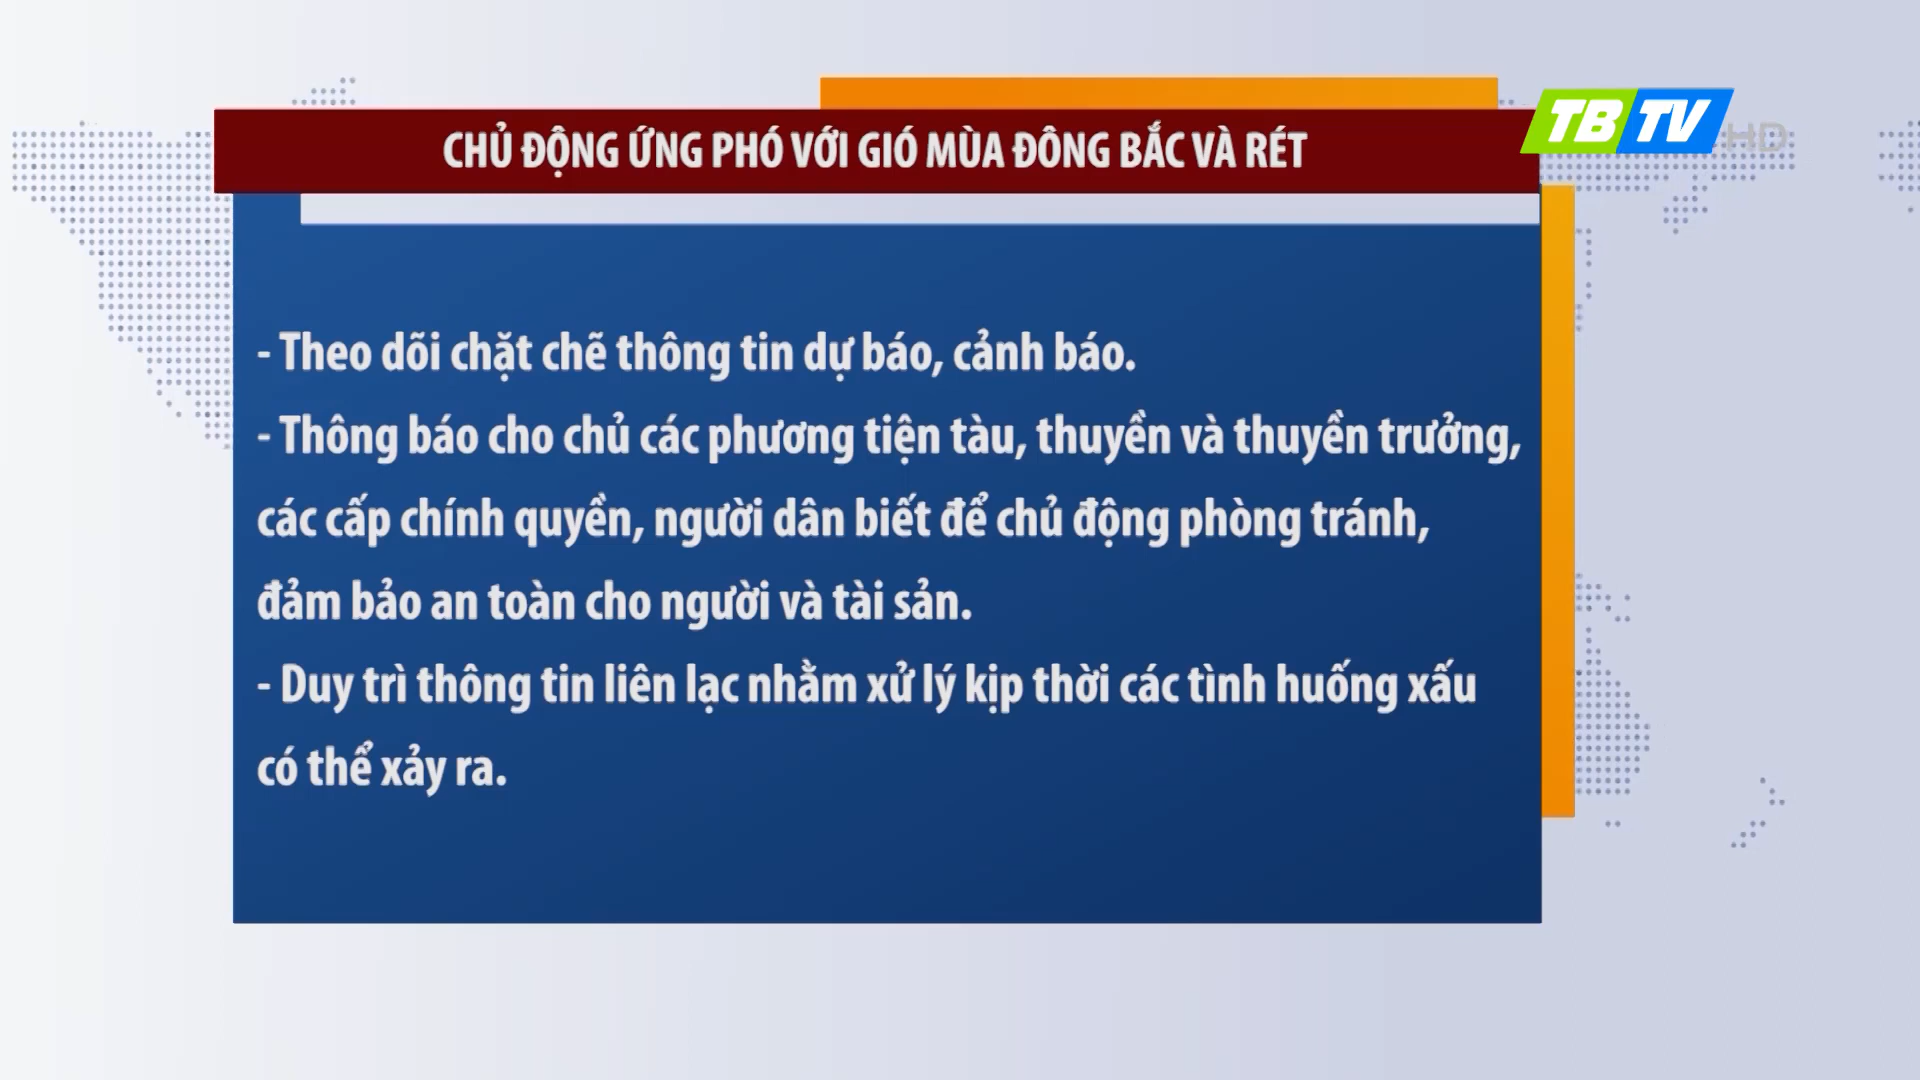 TBTV HD
CHỦ ĐỘNG ỨNG PHÓ VỚI GIÓ MÙA ĐÔNG BẮC VÀ RÉT
- Theo dõi chặt chẽ thông tin dự báo, cảnh báo.
- Thông báo cho chủ các phương tiện tàu, thuyền và thuyền trưởng,
các cấp chính quyền, người dân biết để chủ động phòng tránh,
đảm bảo an toàn cho người và tài sản.
- Duy trì thông tin liên lạc nhằm xử lý kịp thời các tình huống xấu
có thể xảy ra.